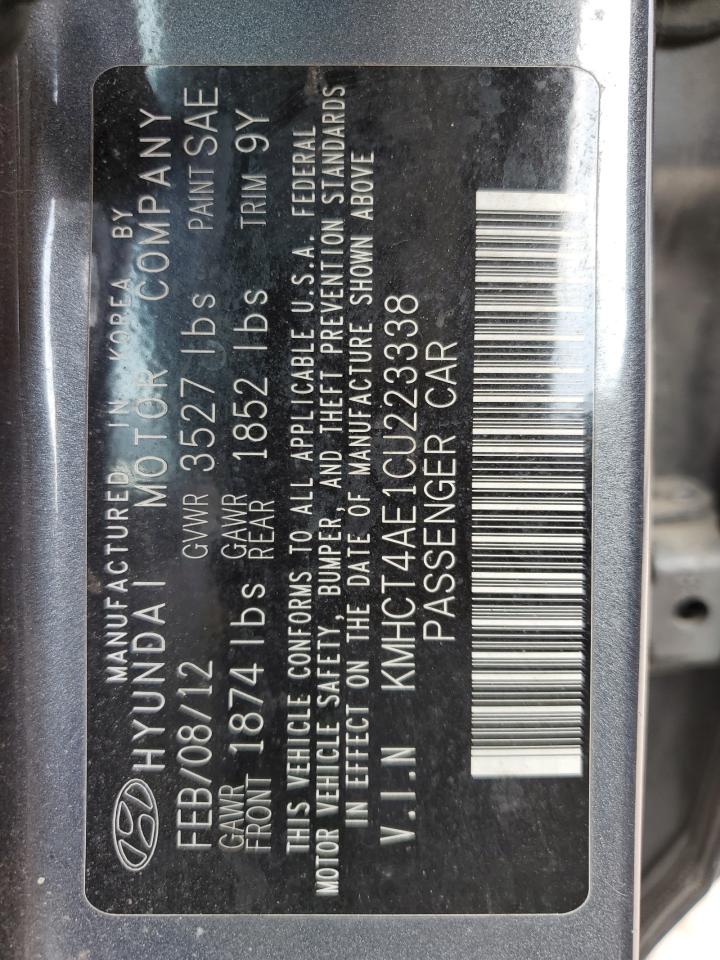 MANUFACTURED IN KOREA BY
HYUNDAI MOTOR COMPANY
FEB/08/12 GVWR 3527 lbs PAINT SAE
GAWR FRONT 1874 lbs GAWR REAR 1852 lbs TRIM 9Y
THIS VEHICLE CONFORMS TO ALL APPLICABLE U.S.A. FEDERAL
MOTOR VEHICLE SAFETY, BUMPER, AND THEFT PREVENTION STANDARDS
IN EFFECT ON THE DATE OF MANUFACTURE SHOWN ABOVE
V.I.N KMHCT4AE1CU223338
PASSENGER CAR